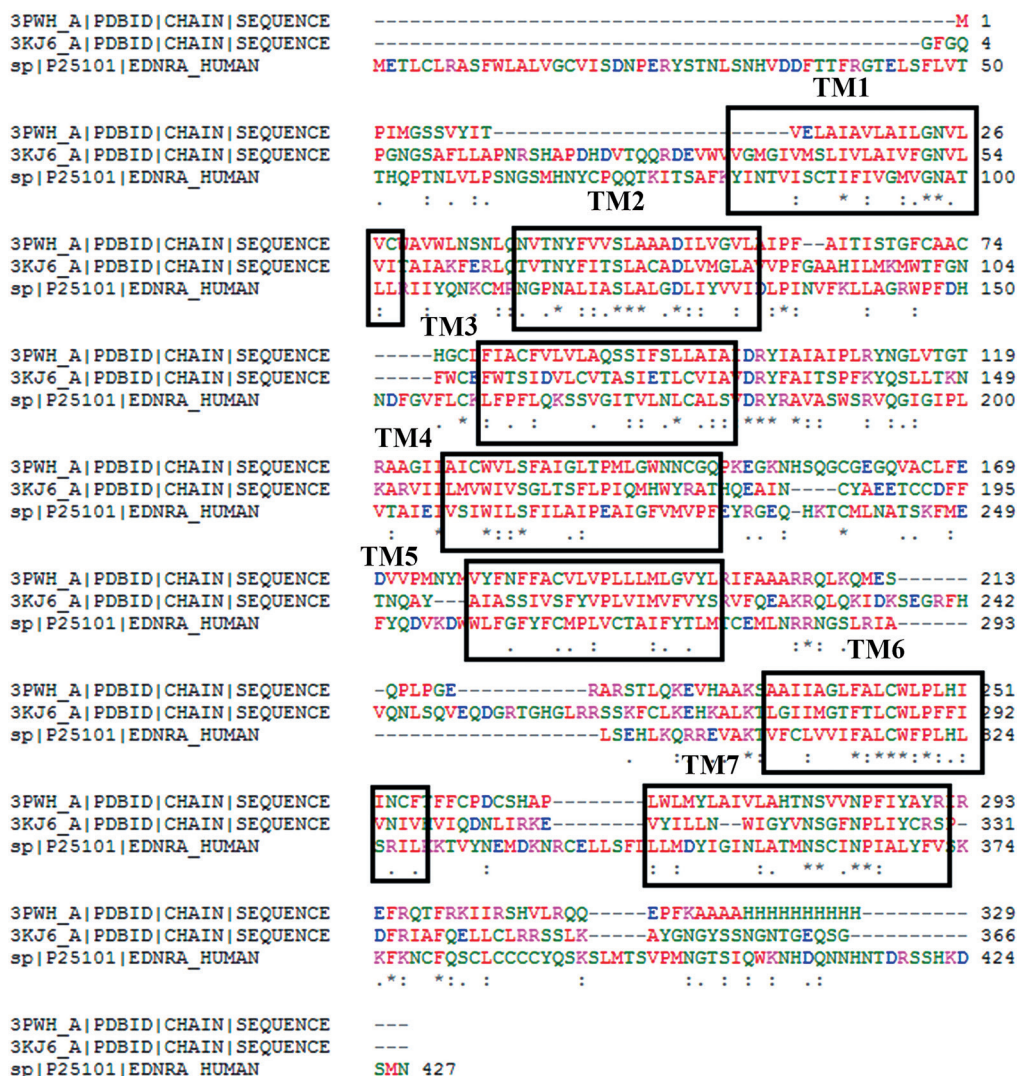 3PWH_A|PDBID|CHAIN|SEQUENCE -------------------------------------------------M 1
3KJ6_A|PDBID|CHAIN|SEQUENCE ----------------------------------------------GFGQ 4
sp|P25101|EDNRA_HUMAN METLCLRASFWLALVGCVISDNPERYSTNLSNHVDDFTTFRGTELSFLVT 50
TM1
3PWH_A|PDBID|CHAIN|SEQUENCE PIMGSSVYIT-------------------------VELAIAVLAILGNVL 26
3KJ6_A|PDBID|CHAIN|SEQUENCE PGNGSAFLLAPNRSHAPDHDVTQQRDEVWVVGMGIVMSLIVLAIVFGNVL 54
sp|P25101|EDNRA_HUMAN THQPTNLVLPSNGSMHNYCPQQTKITSAFKYINTVISCTIFIVGMVGNAT 100
. : :. : * : .:**.
TM2
3PWH_A|PDBID|CHAIN|SEQUENCE VCWAVWLNSNLQNVTNYFVVSLAAADILVGVLAIPF--AITISTGFCAAC 74
3KJ6_A|PDBID|CHAIN|SEQUENCE VITAIAKFERLQTVTNYFITSLACADLVMGLAVVPFGAAHILMKMWTFGN 104
sp|P25101|EDNRA_HUMAN LLRIIYQNKCMRNGPNALIASLALGDLIYVVIDLPINVFKLLAGRWPFDH 150
: : :: .* ::.*** .*:: : :*: : :
TM3
3PWH_A|PDBID|CHAIN|SEQUENCE -----HGCLFIACFVLVLAQSSIFSLLAIAIDRYIAIAIPLRYNGLVTGT 119
3KJ6_A|PDBID|CHAIN|SEQUENCE -----FWCEFWTSIDVLCVTASIETLCVIAVDRYFAITSPFKYQSLLTKN 149
sp|P25101|EDNRA_HUMAN NDFGVFLCKLFPFLQKSSVGITVLNLCALSVDRYRAVASWSRVQGIGIPL 200
. * : . : . :: .* .:::*** *:: : :.:
TM4
3PWH_A|PDBID|CHAIN|SEQUENCE RAAGIIAICWVLSFAIGLTPMLGWNNCGQPKEGKNHSQGCGEGQVACLFE 169
3KJ6_A|PDBID|CHAIN|SEQUENCE KARVIILMVWIVSGLTSFLPIQMHWYRATHQEAIN----CYAEETCCDFF 195
sp|P25101|EDNRA_HUMAN VTAIEIVSIWILSFILAIPEAIGFVMVPFEYRGEQ-HKTCMLNATSKFME 249
: * *::* .: .. : * . :
TM5
3PWH_A|PDBID|CHAIN|SEQUENCE DVVPMNYMVYFNFFACVLVPLLLMLGVYLRIFAAARRQLKQMES------ 213
3KJ6_A|PDBID|CHAIN|SEQUENCE TNQAY--AIASSIVSFYVPLVIMVFVYSRVFQEAKRQLQKIDKSEGRFH 242
sp|P25101|EDNRA_HUMAN FYQDVKDWWLFGFYFCMPLVCTAIFYTLMTCEMLNRRNGSLRIA------ 293
. .: : : . . :*: .
TM6
3PWH_A|PDBID|CHAIN|SEQUENCE -QPLPGE------------RARSTLQKEVHAAKSAAIIAGLFALCWLPLHI 251
3KJ6_A|PDBID|CHAIN|SEQUENCE VQNLSQVEQDGRTGHGLRRSSKFCLKEHKALKTLGIIMGTFTLCWLPFFI 292
sp|P25101|EDNRA_HUMAN -------------------LSEHLKQRREVAKTVFCLVVIFALCWFPLHL 324
. :: .*: : *:***:*:.:
TM7
3PWH_A|PDBID|CHAIN|SEQUENCE INCFTFFCPDCSHAP--------LWLMYLAIVLAHTNSVVNPFIYAYRIR 293
3KJ6_A|PDBID|CHAIN|SEQUENCE VNIVHVIQDNLIRKE--------VYILLN--WIGYVNSGFNPLIYCRSP- 331
sp|P25101|EDNRA_HUMAN SRILKKTVYNEMDKNRCELLSFLLLMDYIGINLATMNSCINPIALYFVSK 374
. . : : : :. ** .**:
3PWH_A|PDBID|CHAIN|SEQUENCE EFRQTFRKIIRSHVLRQQ-----EPFKAAAAHHHHHHHHHH--------- 329
3KJ6_A|PDBID|CHAIN|SEQUENCE DFRIAFQELLCLRRSSLK-----AYGNGYSSNGNTGEQSG---------- 366
sp|P25101|EDNRA_HUMAN KFKNCFQSCLCCCCYQSKSLMTSVPMNGTSIQWKNHDQNNHNTDRSSHKD 424
.*: *:. : : :. : : .:
3PWH_A|PDBID|CHAIN|SEQUENCE ---
3KJ6_A|PDBID|CHAIN|SEQUENCE ---
sp|P25101|EDNRA_HUMAN SMN 427